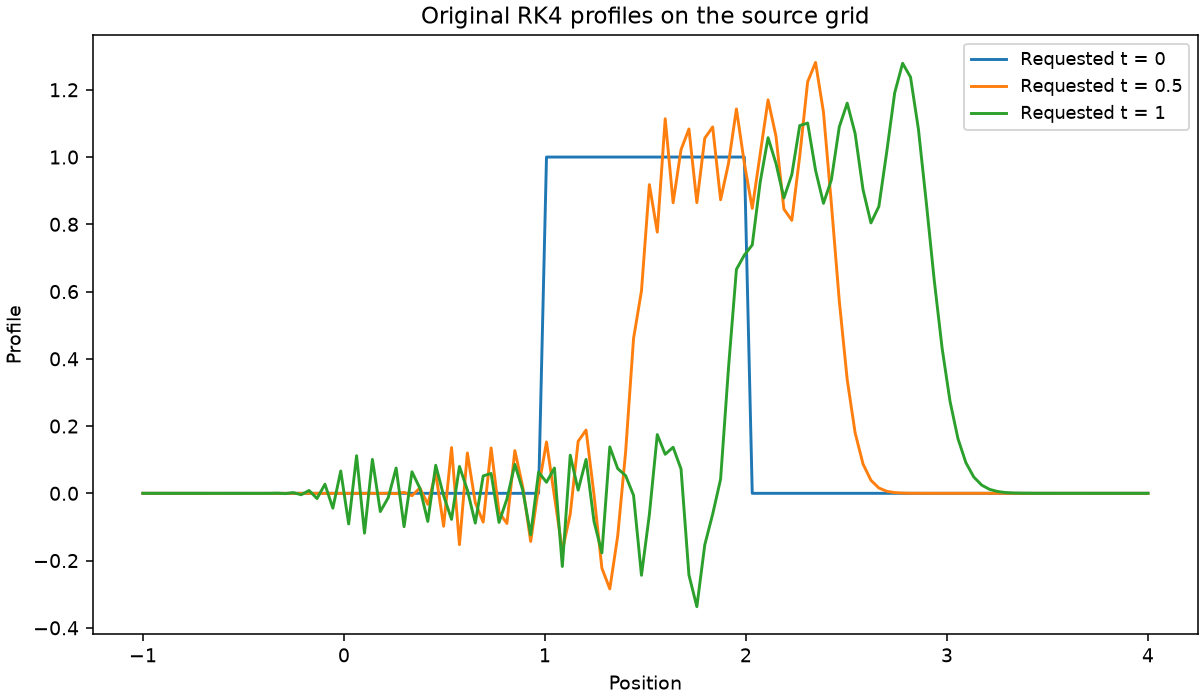 Original RK4 profiles on the source grid
Requested t = 0
Requested t = 0.5
Requested t = 1
1.2
1.0
0.8
0.6
0.4
0.2
0.0
−0.2
−0.4
Profile
−1
0
1
2
3
4
Position